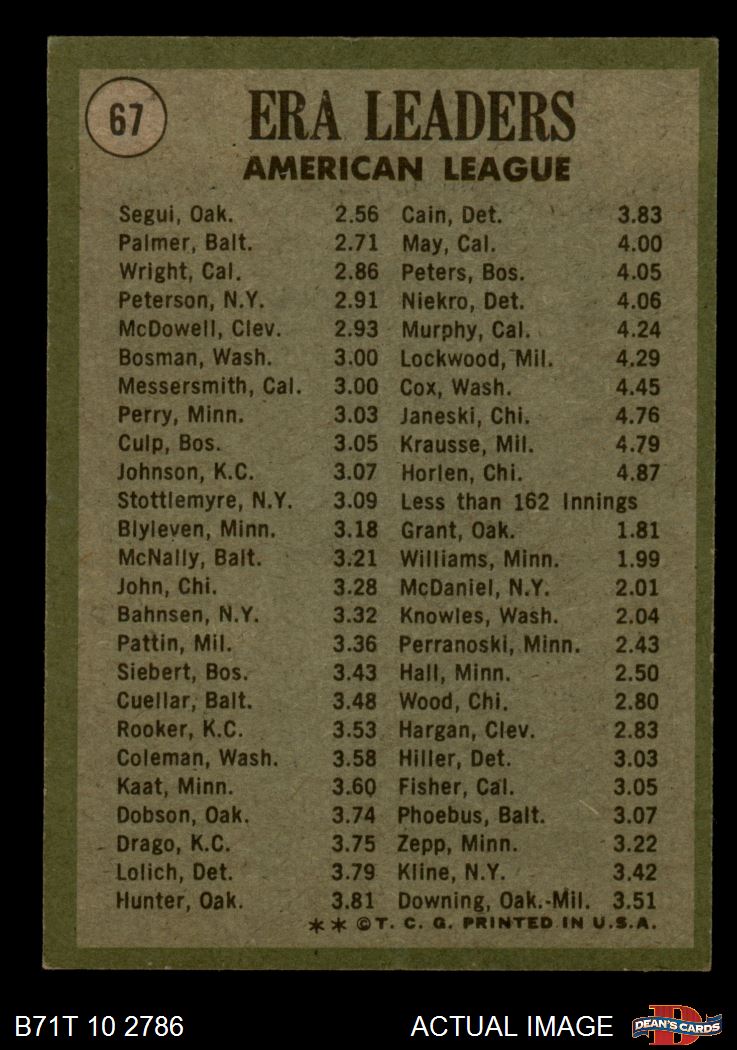 67
ERA LEADERS
AMERICAN LEAGUE
Segui, Oak. 2.56
Palmer, Balt. 2.71
Wright, Cal. 2.86
Peterson, N.Y. 2.91
McDowell, Clev. 2.93
Bosman, Wash. 3.00
Messersmith, Cal. 3.00
Perry, Minn. 3.03
Culp, Bos. 3.05
Johnson, K.C. 3.07
Stottlemyre, N.Y. 3.09
Blyleven, Minn. 3.18
McNally, Balt. 3.21
John, Chi. 3.28
Bahnsen, N.Y. 3.32
Pattin, Mil. 3.36
Siebert, Bos. 3.43
Cuellar, Balt. 3.48
Rooker, K.C. 3.53
Coleman, Wash. 3.58
Kaat, Minn. 3.60
Dobson, Oak. 3.74
Drago, K.C. 3.75
Lolich, Det. 3.79
Hunter, Oak. 3.81
Cain, Det. 3.83
May, Cal. 4.00
Peters, Bos. 4.05
Niekro, Det. 4.06
Murphy, Cal. 4.24
Lockwood, Mil. 4.29
Cox, Wash. 4.45
Janeski, Chi. 4.76
Krausse, Mil. 4.79
Horlen, Chi. 4.87
Less than 162 Innings
Grant, Oak. 1.81
Williams, Minn. 1.99
McDaniel, N.Y. 2.01
Knowles, Wash. 2.04
Perranoski, Minn. 2.43
Hall, Minn. 2.50
Wood, Chi. 2.80
Hargan, Clev. 2.83
Hiller, Det. 3.03
Fisher, Cal. 3.05
Phoebus, Balt. 3.07
Zepp, Minn. 3.22
Kline, N.Y. 3.42
Downing, Oak.-Mil. 3.51
** ©T. C. G. PRINTED IN U.S.A.
B71T 10 2786 ACTUAL IMAGE
DEAN'S CARDS